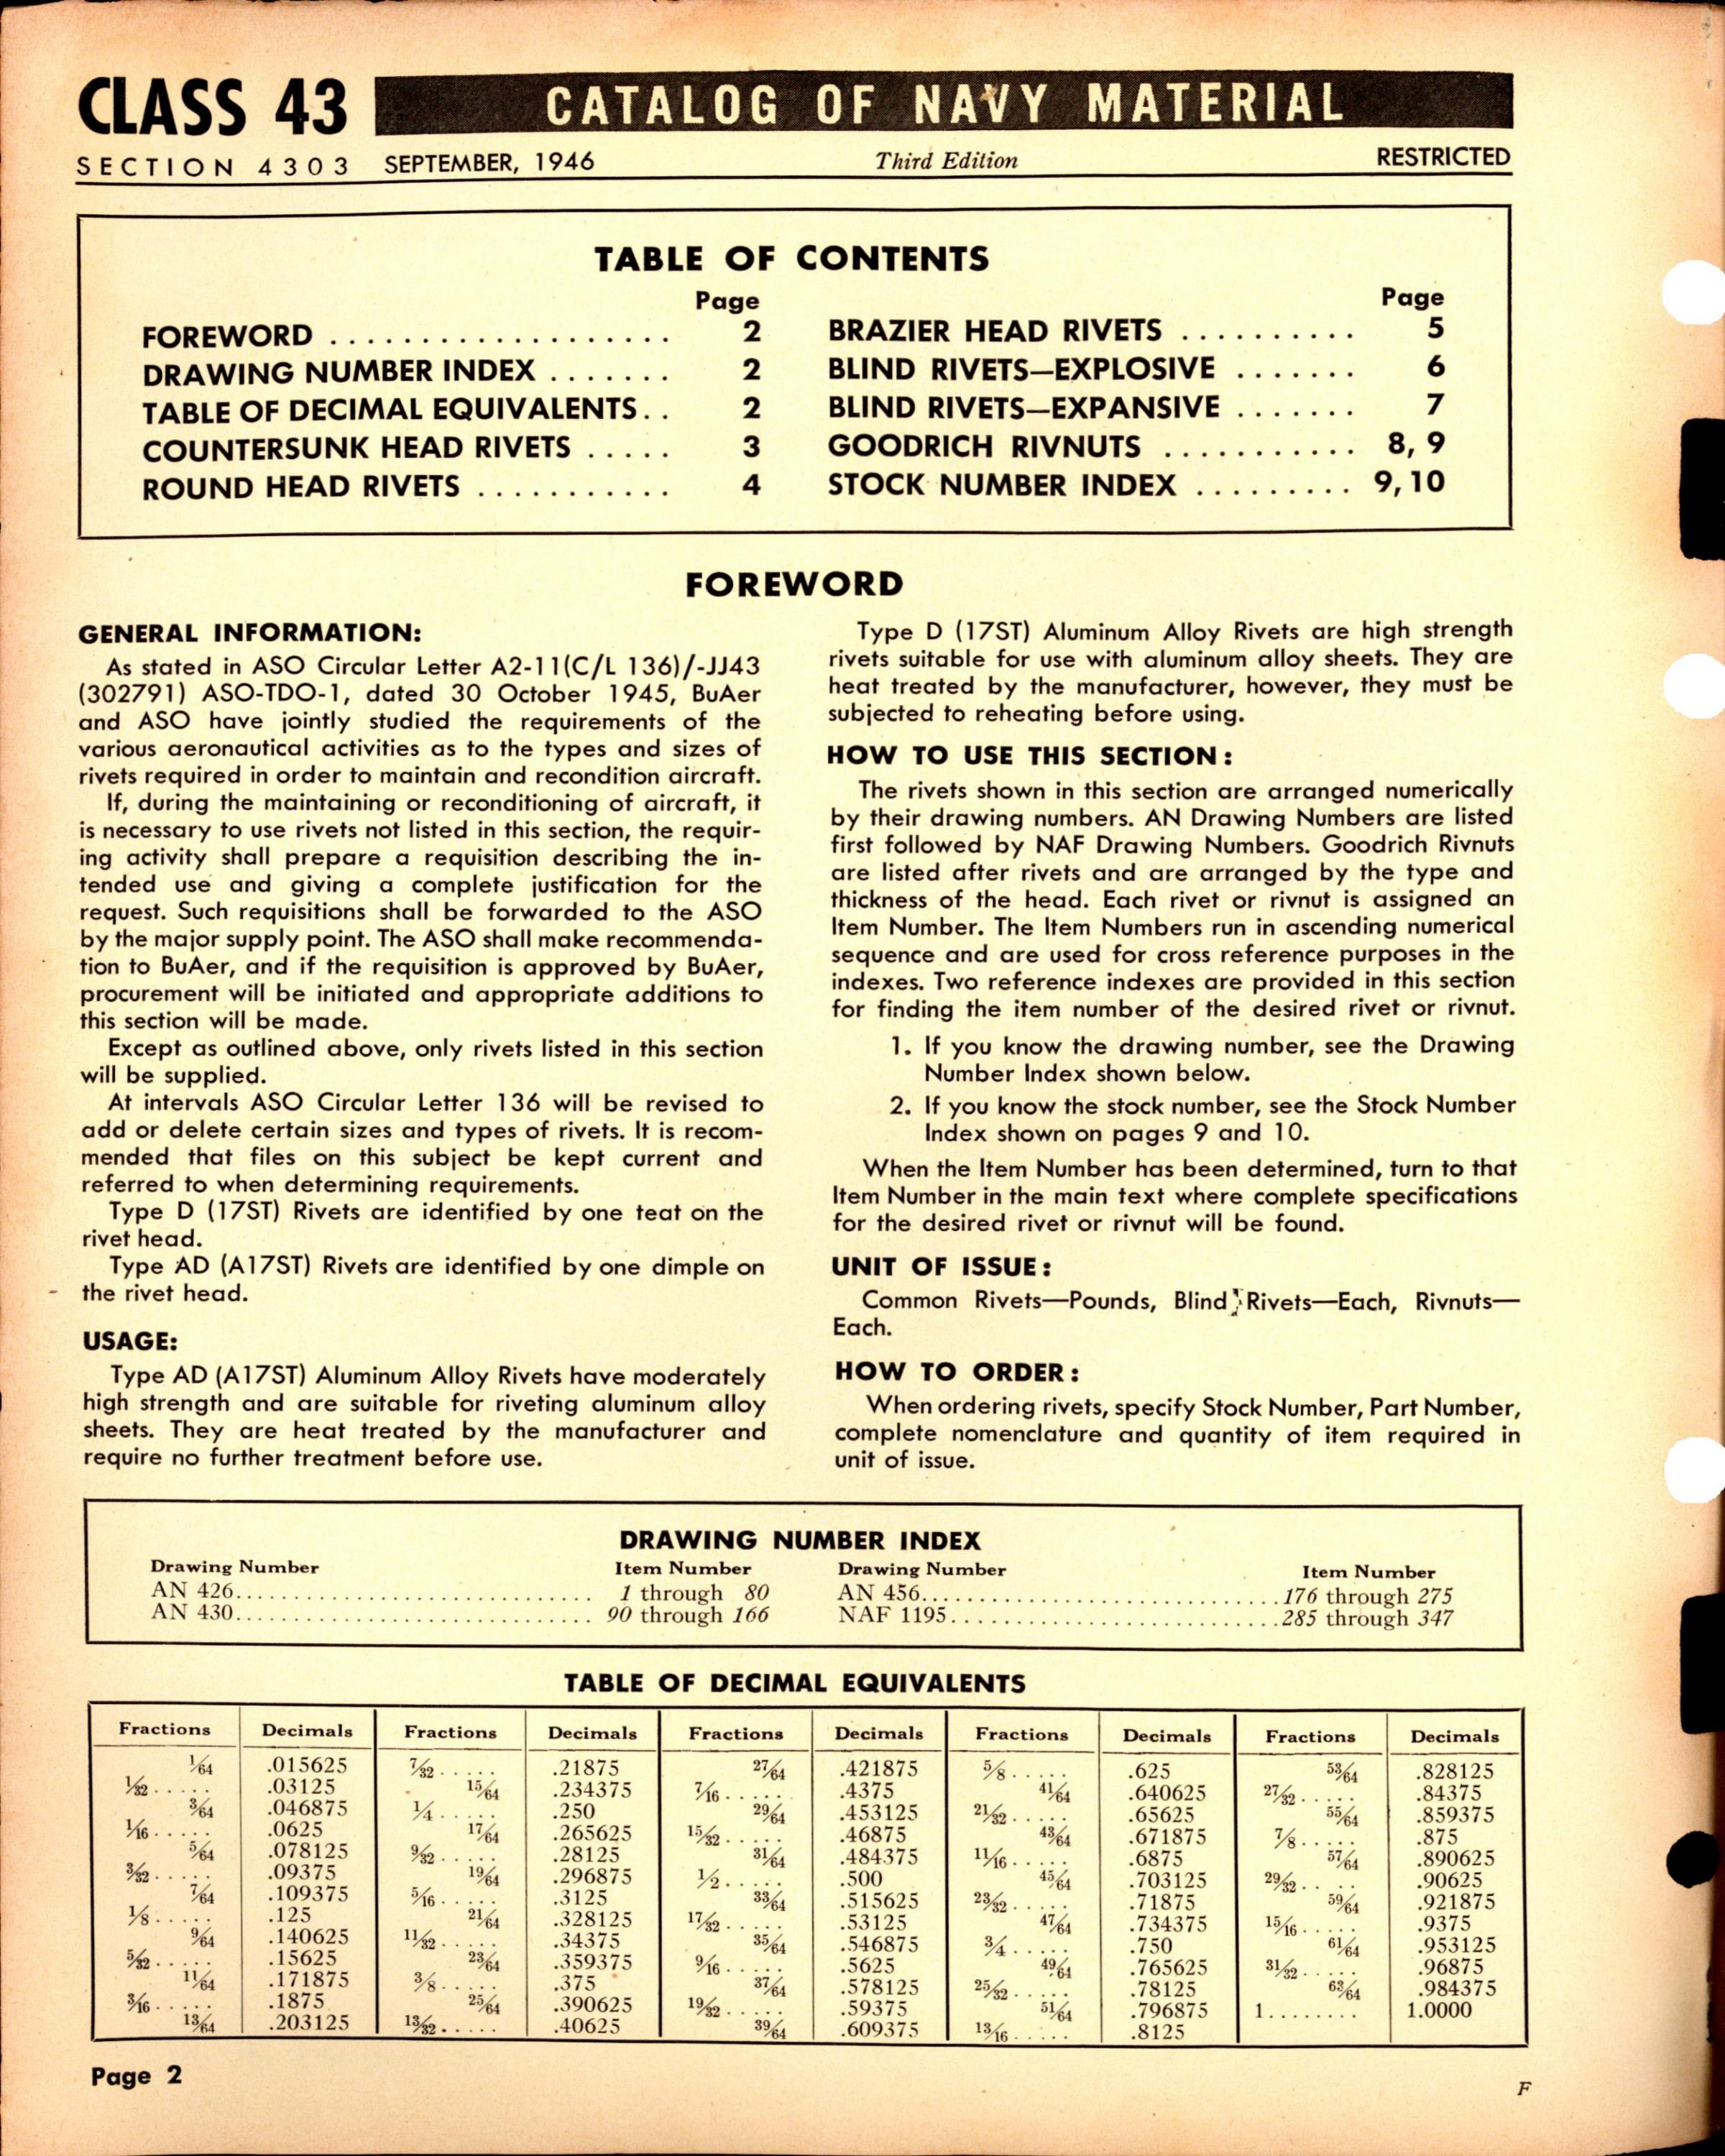 CLASS 43 CATALOG OF NAVY MATERIAL
SECTION 4303 SEPTEMBER, 1946 Third Edition RESTRICTED
TABLE OF CONTENTS
Page
FOREWORD . . . . . . . . . . . . . . . . . . . 2
DRAWING NUMBER INDEX . . . . . . . 2
TABLE OF DECIMAL EQUIVALENTS . . 2
COUNTERSUNK HEAD RIVETS . . . . . 3
ROUND HEAD RIVETS . . . . . . . . . . . 4
Page
BRAZIER HEAD RIVETS . . . . . . . . . . 5
BLIND RIVETS—EXPLOSIVE . . . . . . . 6
BLIND RIVETS—EXPANSIVE . . . . . . . 7
GOODRICH RIVNUTS . . . . . . . . . . . 8, 9
STOCK NUMBER INDEX . . . . . . . . . 9, 10
FOREWORD
GENERAL INFORMATION:
As stated in ASO Circular Letter A2-11(C/L 136)/-JJ43
(302791) ASO-TDO-1, dated 30 October 1945, BuAer
and ASO have jointly studied the requirements of the
various aeronautical activities as to the types and sizes of
rivets required in order to maintain and recondition aircraft.
If, during the maintaining or reconditioning of aircraft, it
is necessary to use rivets not listed in this section, the requir-
ing activity shall prepare a requisition describing the in-
tended use and giving a complete justification for the
request. Such requisitions shall be forwarded to the ASO
by the major supply point. The ASO shall make recommenda-
tion to BuAer, and if the requisition is approved by BuAer,
procurement will be initiated and appropriate additions to
this section will be made.
Except as outlined above, only rivets listed in this section
will be supplied.
At intervals ASO Circular Letter 136 will be revised to
add or delete certain sizes and types of rivets. It is recom-
mended that files on this subject be kept current and
referred to when determining requirements.
Type D (17ST) Rivets are identified by one teat on the
rivet head.
Type AD (A17ST) Rivets are identified by one dimple on
the rivet head.
USAGE:
Type AD (A17ST) Aluminum Alloy Rivets have moderately
high strength and are suitable for riveting aluminum alloy
sheets. They are heat treated by the manufacturer and
require no further treatment before use.
Type D (17ST) Aluminum Alloy Rivets are high strength
rivets suitable for use with aluminum alloy sheets. They are
heat treated by the manufacturer, however, they must be
subjected to reheating before using.
HOW TO USE THIS SECTION:
The rivets shown in this section are arranged numerically
by their drawing numbers. AN Drawing Numbers are listed
first followed by NAF Drawing Numbers. Goodrich Rivnuts
are listed after rivets and are arranged by the type and
thickness of the head. Each rivet or rivnut is assigned an
Item Number. The Item Numbers run in ascending numerical
sequence and are used for cross reference purposes in the
indexes. Two reference indexes are provided in this section
for finding the item number of the desired rivet or rivnut.
1. If you know the drawing number, see the Drawing
Number Index shown below.
2. If you know the stock number, see the Stock Number
Index shown on pages 9 and 10.
When the Item Number has been determined, turn to that
Item Number in the main text where complete specifications
for the desired rivet or rivnut will be found.
UNIT OF ISSUE:
Common Rivets—Pounds, Blind Rivets—Each, Rivnuts—
Each.
HOW TO ORDER:
When ordering rivets, specify Stock Number, Part Number,
complete nomenclature and quantity of item required in
unit of issue.
DRAWING NUMBER INDEX
Drawing Number Item Number Drawing Number Item Number
AN 426 . . . . . . 1 through 80 AN 456 . . . . . . 176 through 275
AN 430 . . . . . . 90 through 166 NAF 1195 . . . . . . 285 through 347
TABLE OF DECIMAL EQUIVALENTS
Fractions Decimals Fractions Decimals Fractions Decimals Fractions Decimals Fractions Decimals
1/64 .015625 7/32 . . . . . .21875 27/64 .421875 5/8 . . . . . .625 53/64 .828125
1/32 . . . . . .03125 15/64 .234375 7/16 . . . . . .4375 41/64 .640625 27/32 . . . . . .84375
3/64 .046875 1/4 . . . . . .250 29/64 .453125 21/32 . . . . . .65625 55/64 .859375
1/16 . . . . . .0625 17/64 .265625 15/32 . . . . . .46875 43/64 .671875 7/8 . . . . . .875
5/64 .078125 9/32 . . . . . .28125 31/64 .484375 11/16 . . . . . .6875 57/64 .890625
3/32 . . . . . .09375 19/64 .296875 1/2 . . . . . .500 45/64 .703125 29/32 . . . . .90625
7/64 .109375 5/16 . . . . . .3125 33/64 .515625 23/32 . . . . . .71875 59/64 .921875
1/8 . . . . . .125 21/64 .328125 17/32 . . . . . .53125 47/64 .734375 15/16 . . . . . .9375
9/64 .140625 11/32 . . . . . .34375 35/64 .546875 3/4 . . . . . .750 61/64 .953125
5/32 . . . . . .15625 23/64 .359375 9/16 . . . . . .5625 49/64 .765625 31/32 . . . . . .96875
11/64 .171875 3/8 . . . . . .375 37/64 .578125 25/32 . . . . . .78125 63/64 .984375
3/16 . . . . . .1875 25/64 .390625 19/32 . . . . . .59375 51/64 .796875 1 . . . . . . . . 1.0000
13/64 .203125 13/32 . . . . . .40625 39/64 .609375 13/16 . . . . . .8125
Page 2
F